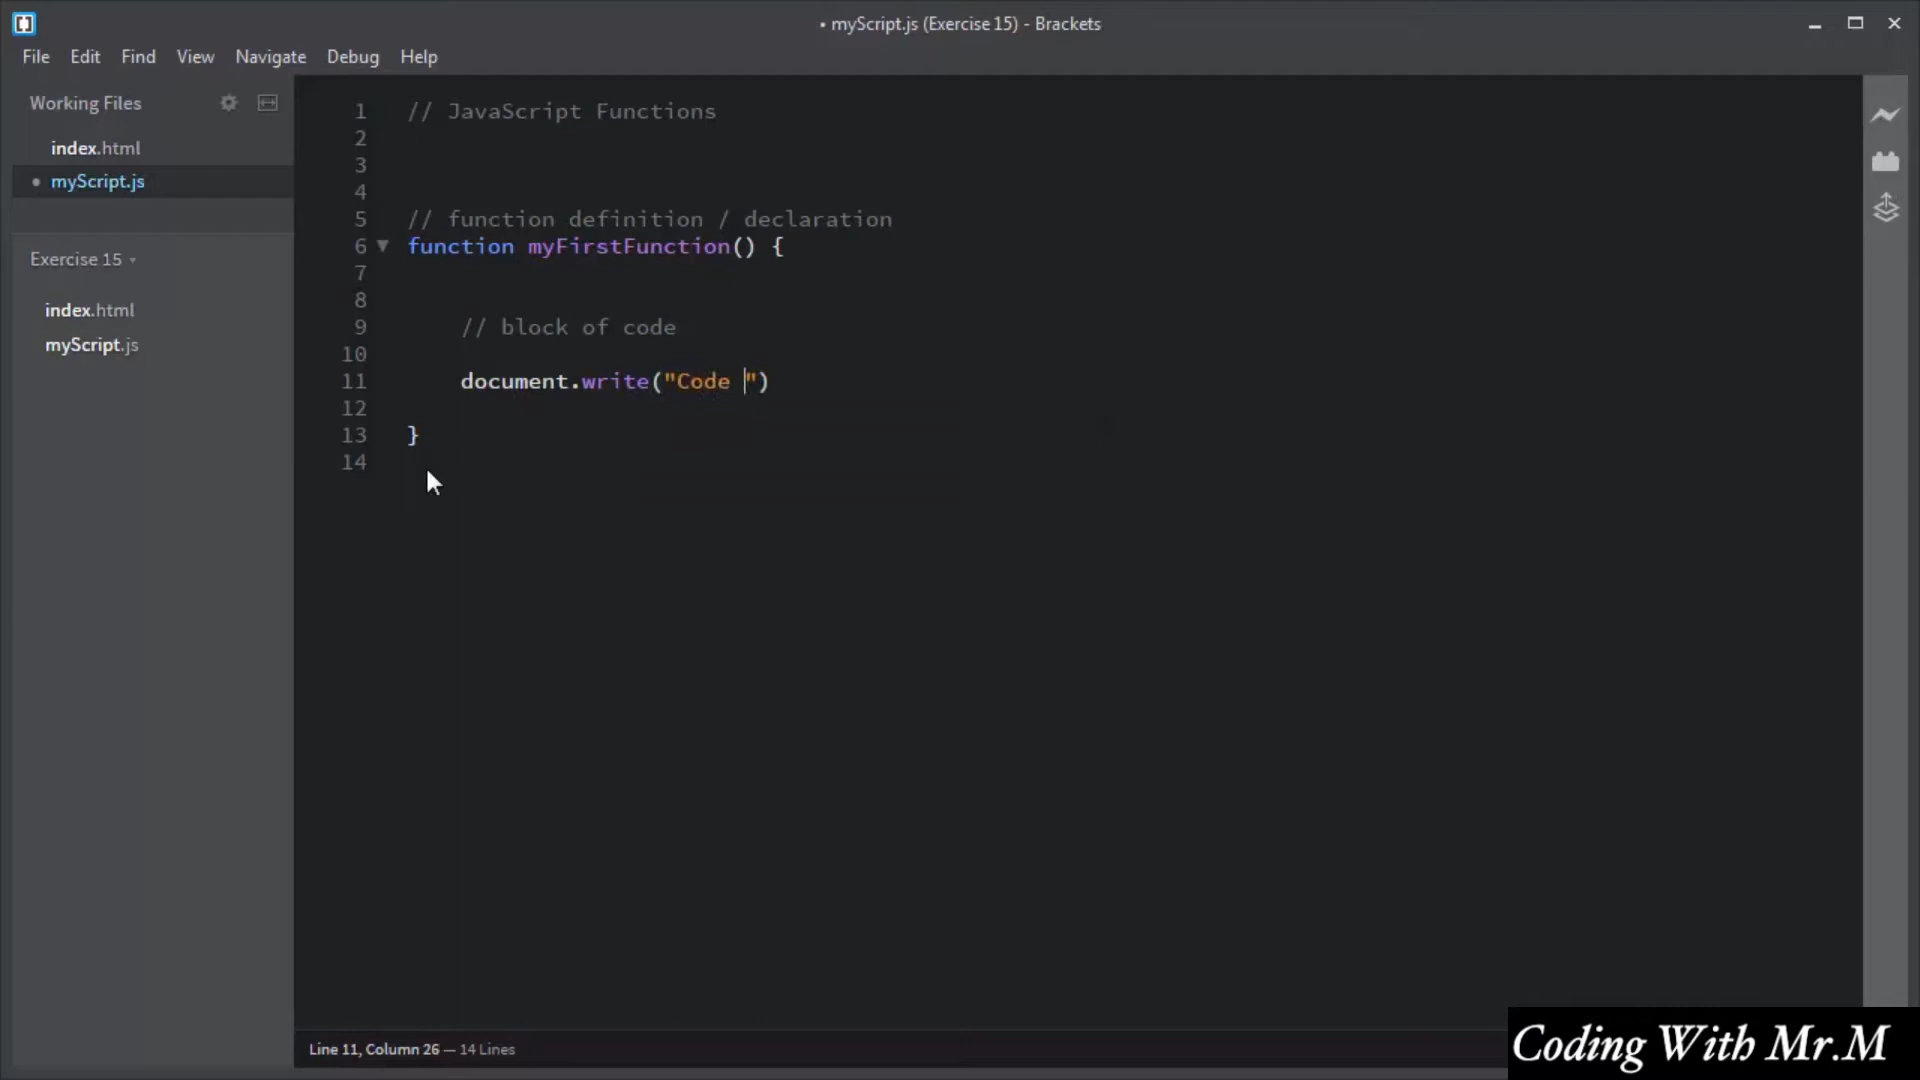 • myScript.js (Exercise 15) - Brackets
File Edit Find View Navigate Debug Help
Working Files
index.html
• myScript.js
Exercise 15 ▾
index.html
myScript.js
1 // JavaScript Functions
2
3
4
5 // function definition / declaration
6 ▼ function myFirstFunction() {
7
8
9 // block of code
10
11 document.write("Code ")
12
13 }
14
Line 11, Column 26 — 14 Lines
Coding With Mr.M